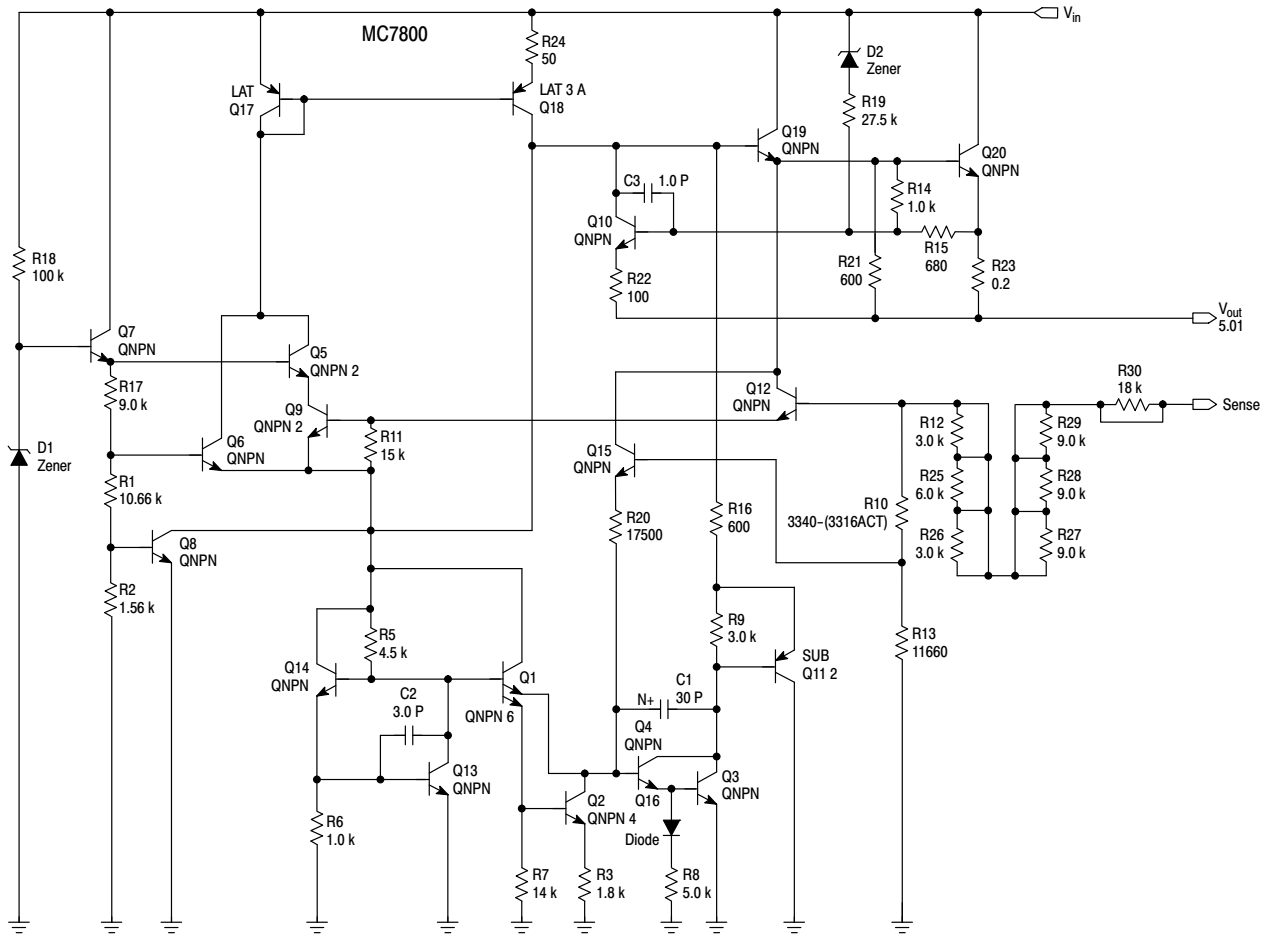 MC7800
V_in
R24
50
D2
Zener
LAT
Q17
LAT 3 A
Q18
R19
27.5 k
Q19
QNPN
Q20
QNPN
C3
1.0 P
R14
1.0 k
Q10
QNPN
R15
680
R18
100 k
R21
600
R23
0.2
R22
100
V_out
5.01
Q7
QNPN
Q5
QNPN 2
R17
9.0 k
R30
18 k
Q12
QNPN
Sense
Q9
QNPN 2
R12
3.0 k
R29
9.0 k
R11
15 k
Q6
QNPN
D1
Zener
Q15
QNPN
R25
6.0 k
R28
9.0 k
R1
10.66 k
R10
3340-(3316ACT)
R16
600
R20
17500
R26
3.0 k
R27
9.0 k
Q8
QNPN
R2
1.56 k
R9
3.0 k
R13
11660
R5
4.5 k
SUB
Q11 2
Q14
QNPN
Q1
QNPN 6
C1
30 P
N+
C2
3.0 P
Q4
QNPN
Q13
QNPN
Q3
QNPN
Q16
Q2
QNPN 4
R6
1.0 k
Diode
R7
14 k
R3
1.8 k
R8
5.0 k